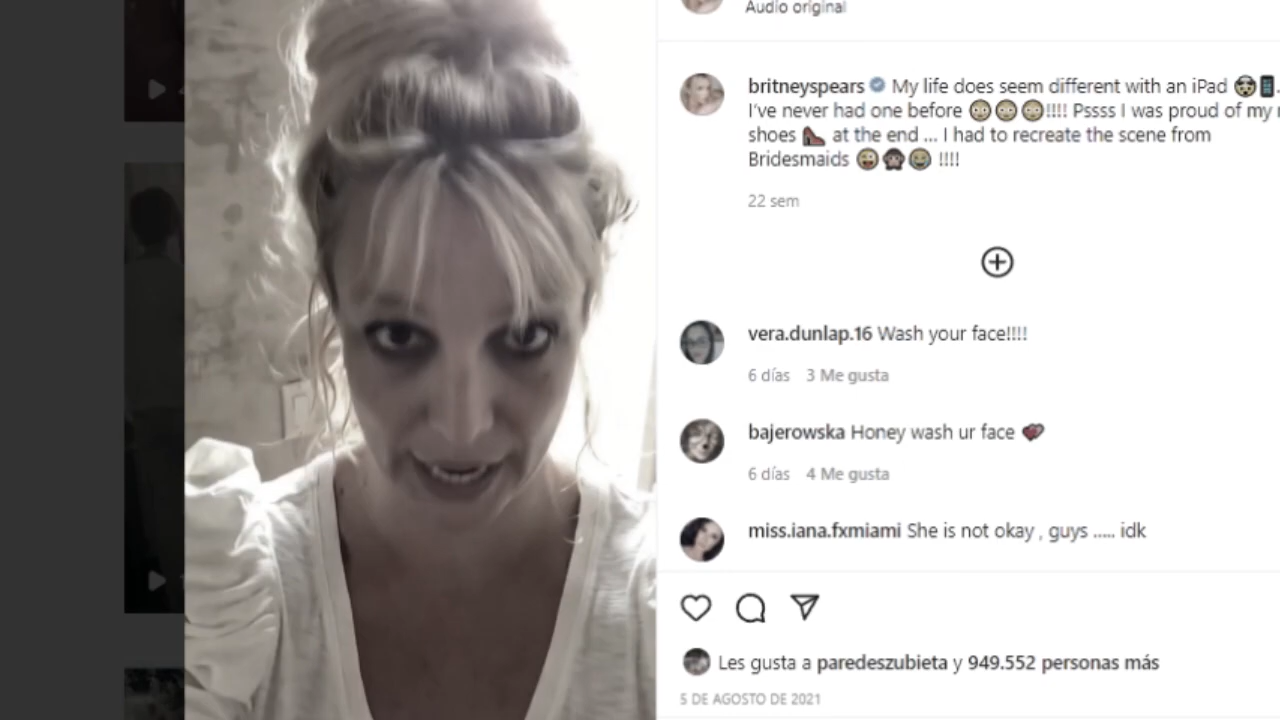 Audio original
britneyspears My life does seem different with an iPad 😲📱.
I've never had one before 😳😳😳!!!! Pssss I was proud of my
shoes 👠 at the end ... I had to recreate the scene from
Bridesmaids 😀🙊😂 !!!!
22 sem
vera.dunlap.16 Wash your face!!!!
6 días 3 Me gusta
bajerowska Honey wash ur face 💕
6 días 4 Me gusta
miss.iana.fxmiami She is not okay , guys ..... idk
Les gusta a paredeszubieta y 949.552 personas más
5 DE AGOSTO DE 2021